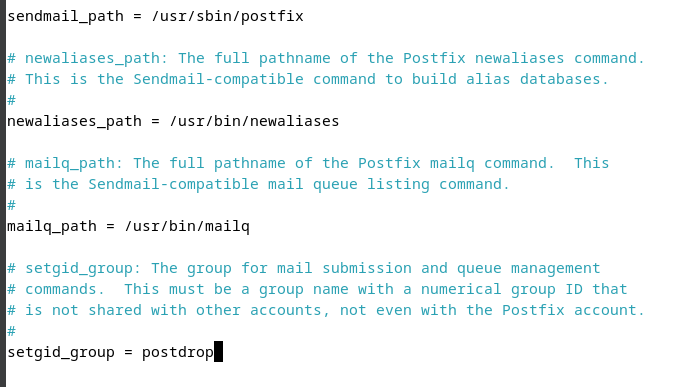 sendmail_path = /usr/sbin/postfix
# newaliases_path: The full pathname of the Postfix newaliases command.
# This is the Sendmail-compatible command to build alias databases.
#
newaliases_path = /usr/bin/newaliases
# mailq_path: The full pathname of the Postfix mailq command.  This
# is the Sendmail-compatible mail queue listing command.
#
mailq_path = /usr/bin/mailq
# setgid_group: The group for mail submission and queue management
# commands.  This must be a group name with a numerical group ID that
# is not shared with other accounts, not even with the Postfix account.
#
setgid_group = postdrop